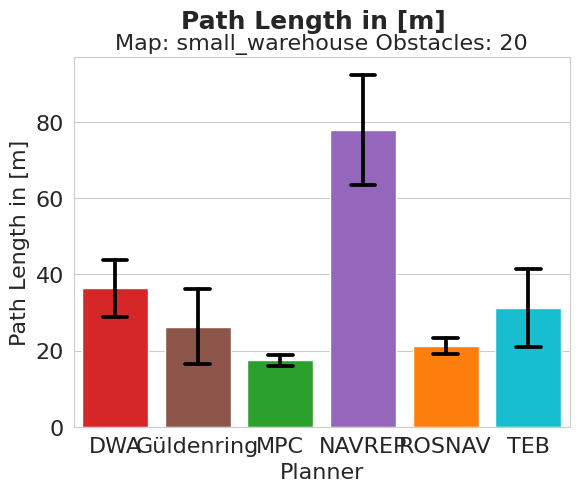 Path Length in [m]
Map: small_warehouse Obstacles: 20
Path Length in [m]
80
60
40
20
0
DWA Güldenring MPC NAVREP ROSNAV TEB
Planner